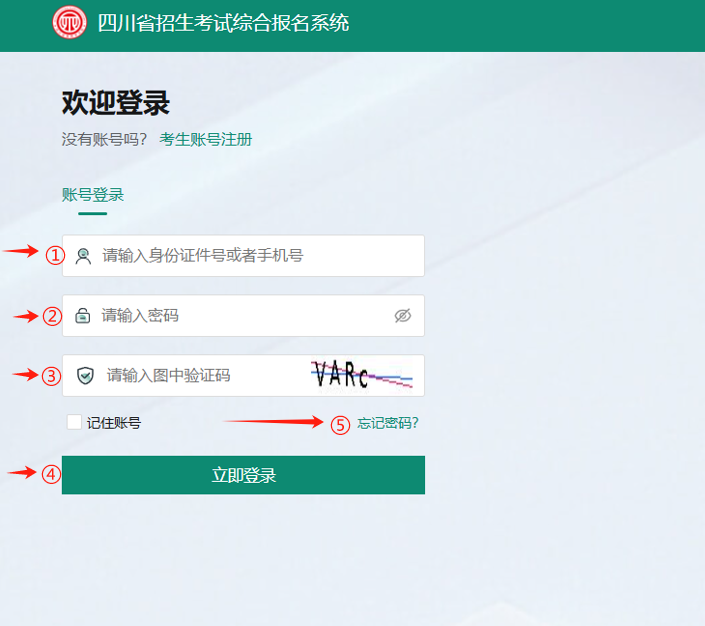 四川省招生考试综合报名系统
欢迎登录
没有账号吗？ 考生账号注册
账号登录
① 请输入身份证件号或者手机号
② 请输入密码
③ 请输入图中验证码 VARc
记住账号 ⑤ 忘记密码?
④ 立即登录